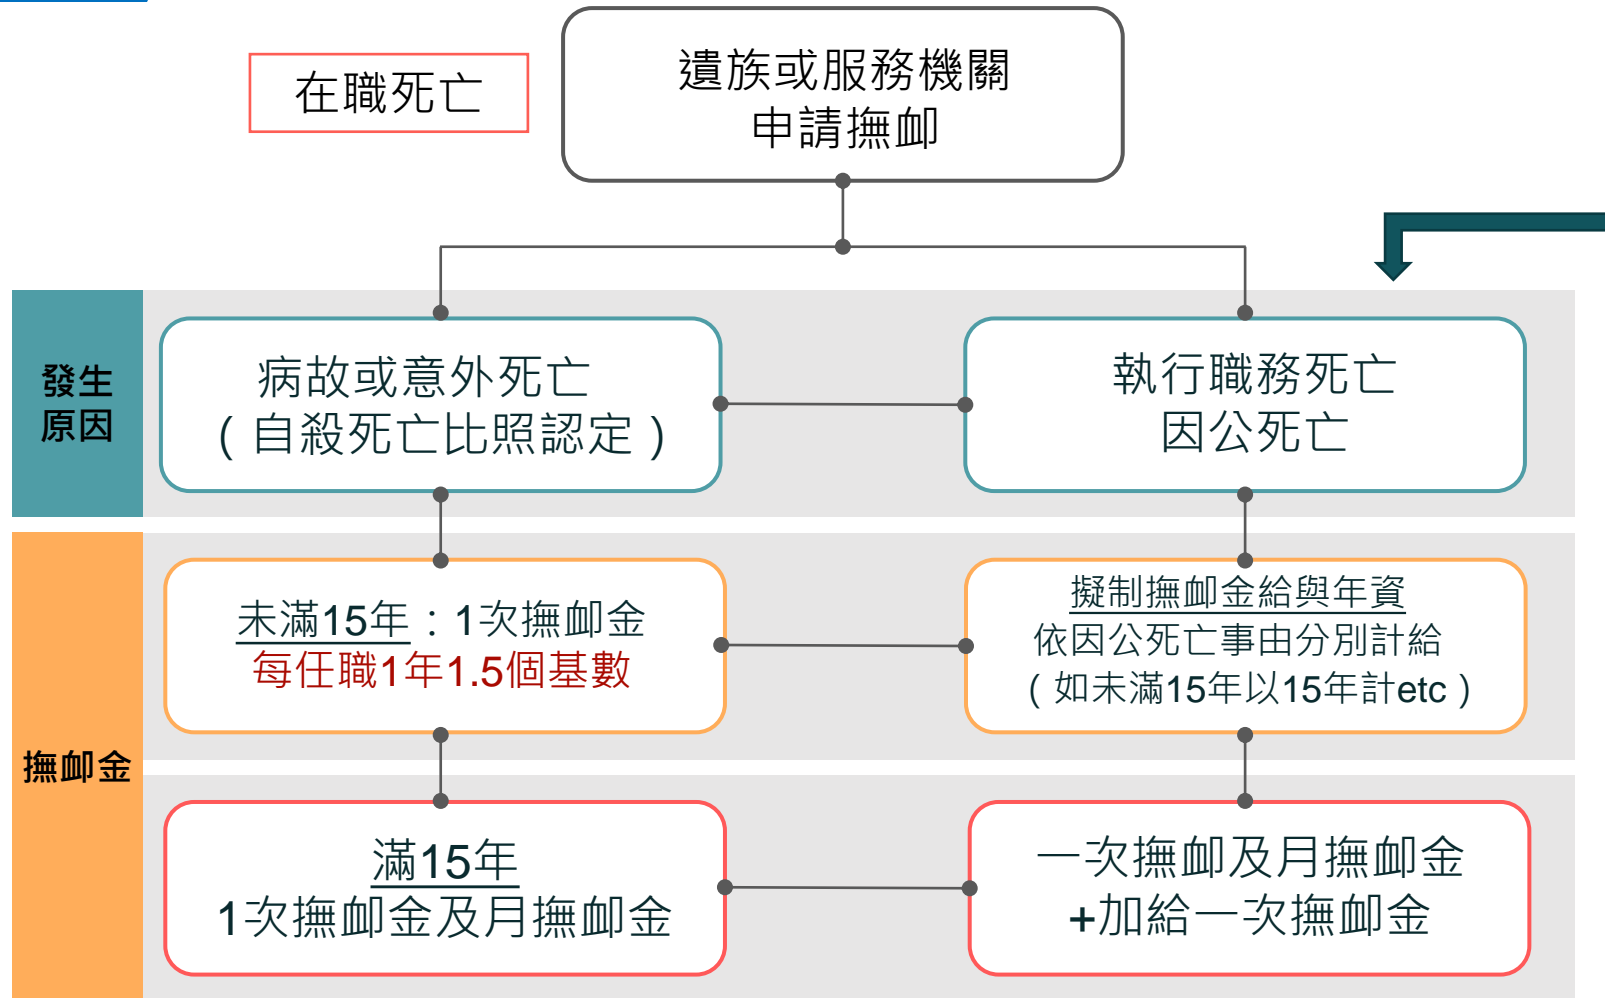 在職死亡
遺族或服務機關
申請撫卹
發生
原因
病故或意外死亡
（自殺死亡比照認定）
執行職務死亡
因公死亡
撫卹金
未滿15年：1次撫卹金
每任職1年1.5個基數
擬制撫卹金給與年資
依因公死亡事由分別計給
（如未滿15年以15年計etc）
滿15年
1次撫卹金及月撫卹金
一次撫卹及月撫卹金
+加給一次撫卹金